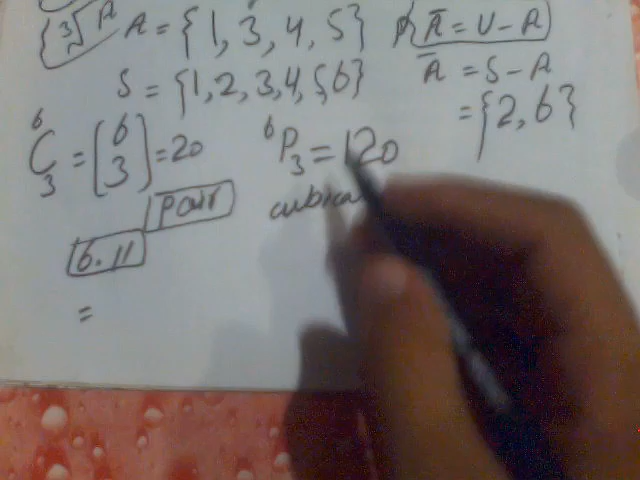 { ∛A A = {1, 3, 4, 5} Ā = U - A
S = {1, 2, 3, 4, 5, 6} Ā = S - A
= {2, 6}
⁶C₃ = (6 3) = 20 ⁶P₃ = 120
pair cubica
6.11
=